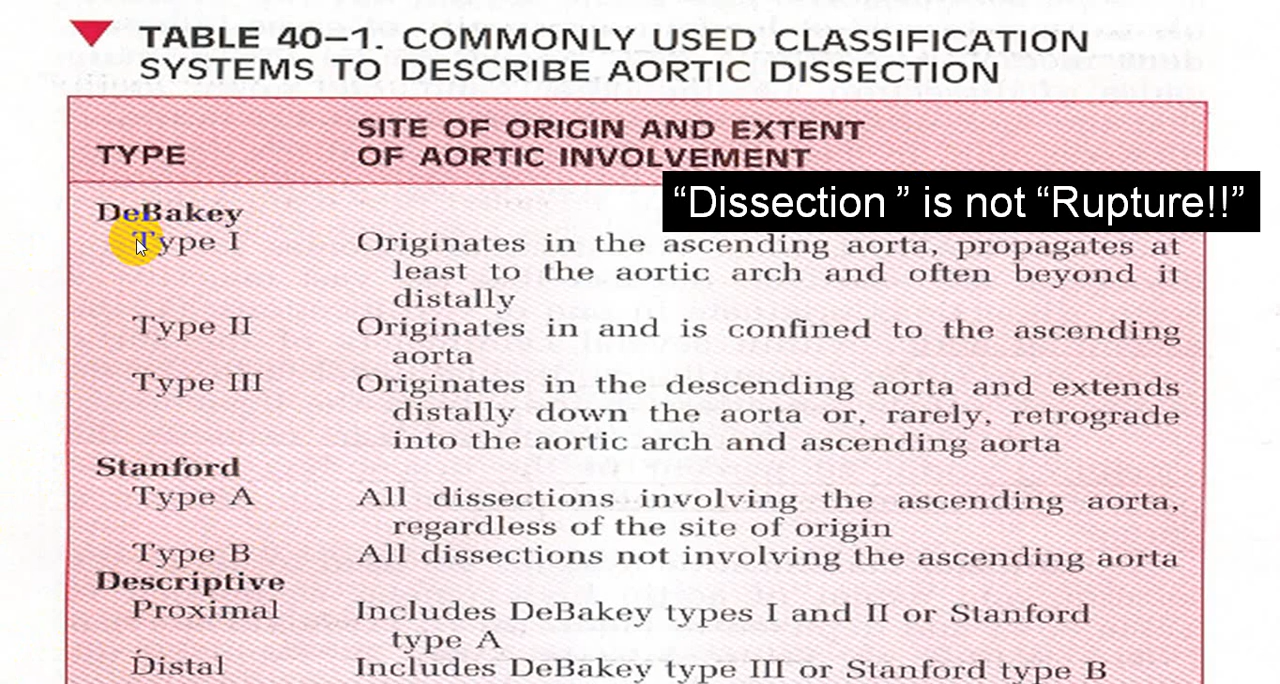 TABLE 40–1. COMMONLY USED CLASSIFICATION
SYSTEMS TO DESCRIBE AORTIC DISSECTION
TYPE
SITE OF ORIGIN AND EXTENT
OF AORTIC INVOLVEMENT
“Dissection ” is not “Rupture!!”
DeBakey
Type I
Originates in the ascending aorta, propagates at
least to the aortic arch and often beyond it
distally
Type II
Originates in and is confined to the ascending
aorta
Type III
Originates in the descending aorta and extends
distally down the aorta or, rarely, retrograde
into the aortic arch and ascending aorta
Stanford
Type A
All dissections involving the ascending aorta,
regardless of the site of origin
Type B
All dissections not involving the ascending aorta
Descriptive
Proximal
Includes DeBakey types I and II or Stanford
type A
Distal
Includes DeBakey type III or Stanford type B